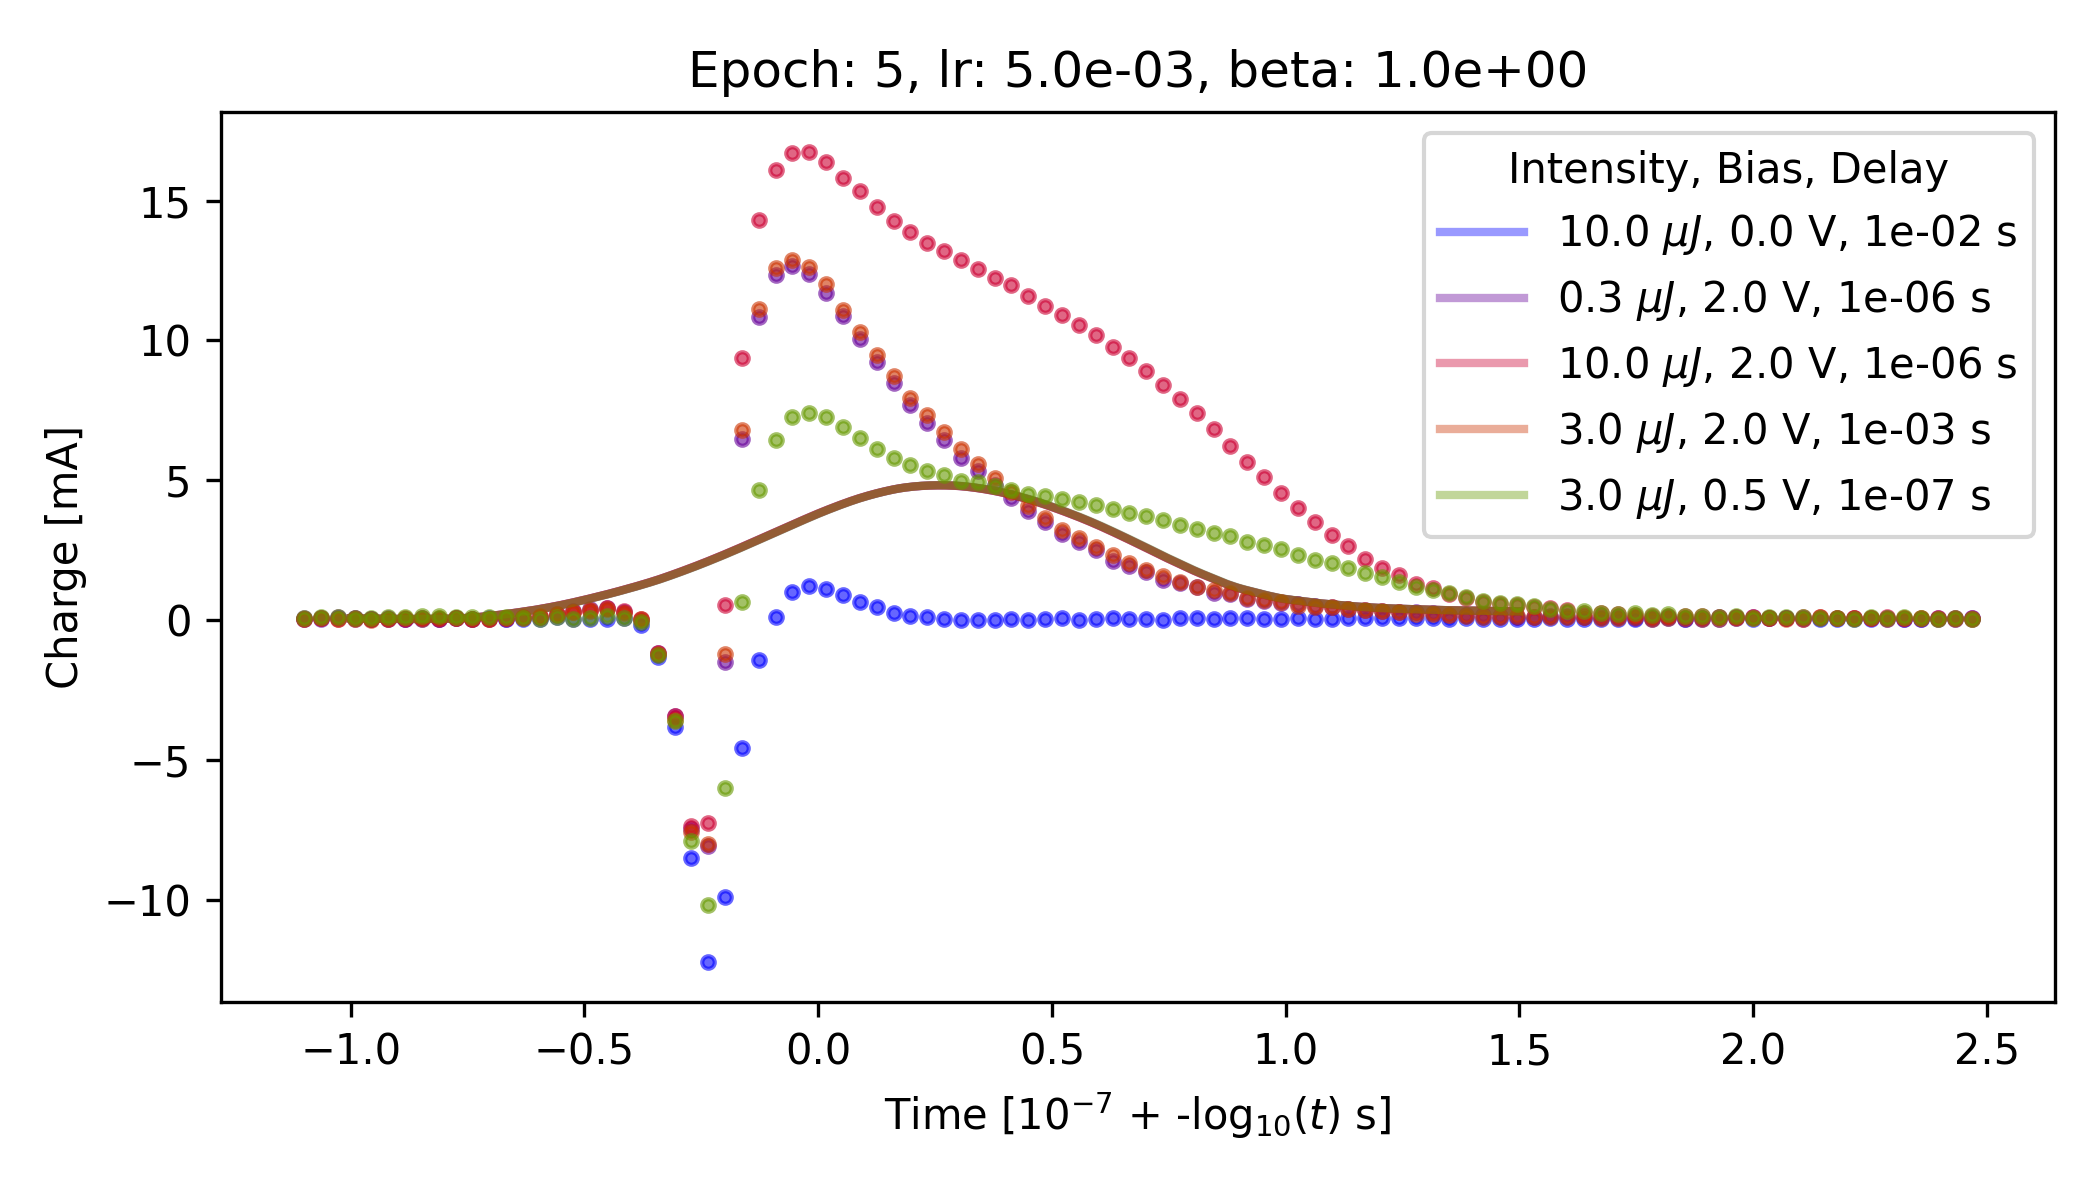 Epoch: 5, lr: 5.0e-03, beta: 1.0e+00
Intensity, Bias, Delay
10.0 μJ, 0.0 V, 1e-02 s
0.3 μJ, 2.0 V, 1e-06 s
10.0 μJ, 2.0 V, 1e-06 s
3.0 μJ, 2.0 V, 1e-03 s
3.0 μJ, 0.5 V, 1e-07 s
Charge [mA]
15
10
5
0
−5
−10
−1.0 −0.5 0.0 0.5 1.0 1.5 2.0 2.5
Time [10⁻⁷ + -log₁₀(t) s]